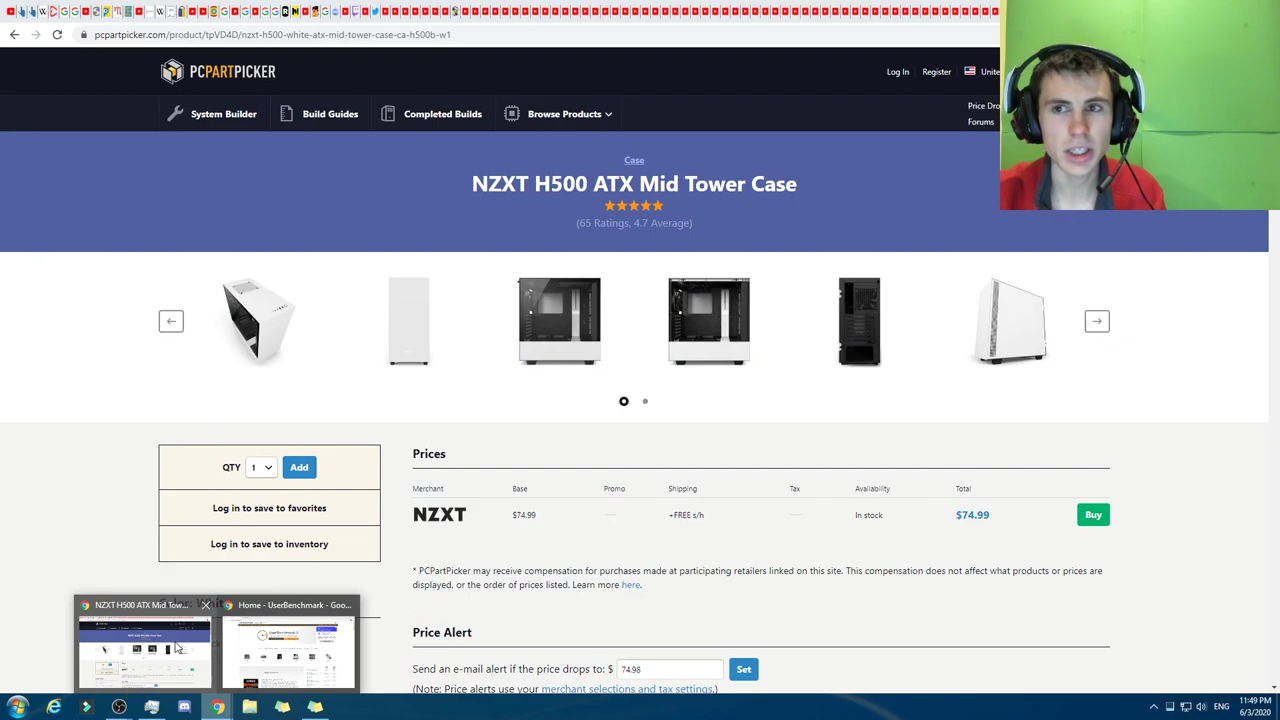 pcpartpicker.com/product/tpVD4D/nzxt-h500-white-atx-mid-tower-case-ca-h500b-w1
PCPARTPICKER
Log In
Register
Unite
System Builder
Build Guides
Completed Builds
Browse Products
Price Dro
Forums
Case
NZXT H500 ATX Mid Tower Case
(65 Ratings, 4.7 Average)
QTY 1 Add
Log in to save to favorites
Log in to save to inventory
Prices
Merchant Base Promo Shipping Tax Availability Total
NZXT $74.99 — +FREE s/h — In stock $74.99 Buy
* PCPartPicker may receive compensation for purchases made at participating retailers linked on this site. This compensation does not affect what products or prices are
displayed, or the order of prices listed. Learn more here.
Price Alert
Send an e-mail alert if the price drops to: $ 74.98 Set
(Note: Price alerts use your merchant selections and tax settings.)
NZXT H500 ATX Mid Tow...
Home - UserBenchmark - Goo...
ENG
11:49 PM
6/3/2020